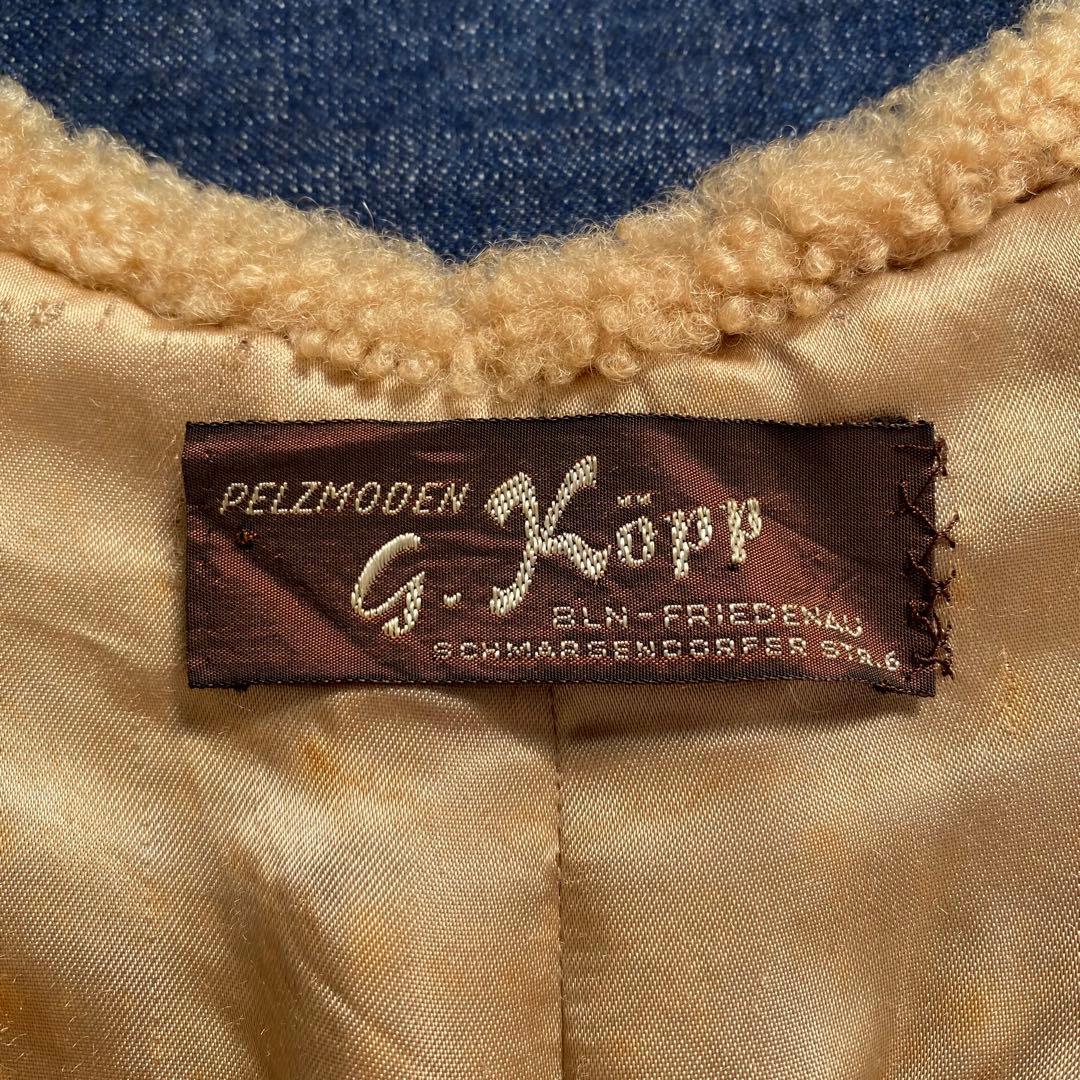 PELZMODEN
G. Köpp
BLN-FRIEDENAU
SCHMARGENDORFER STR. 6